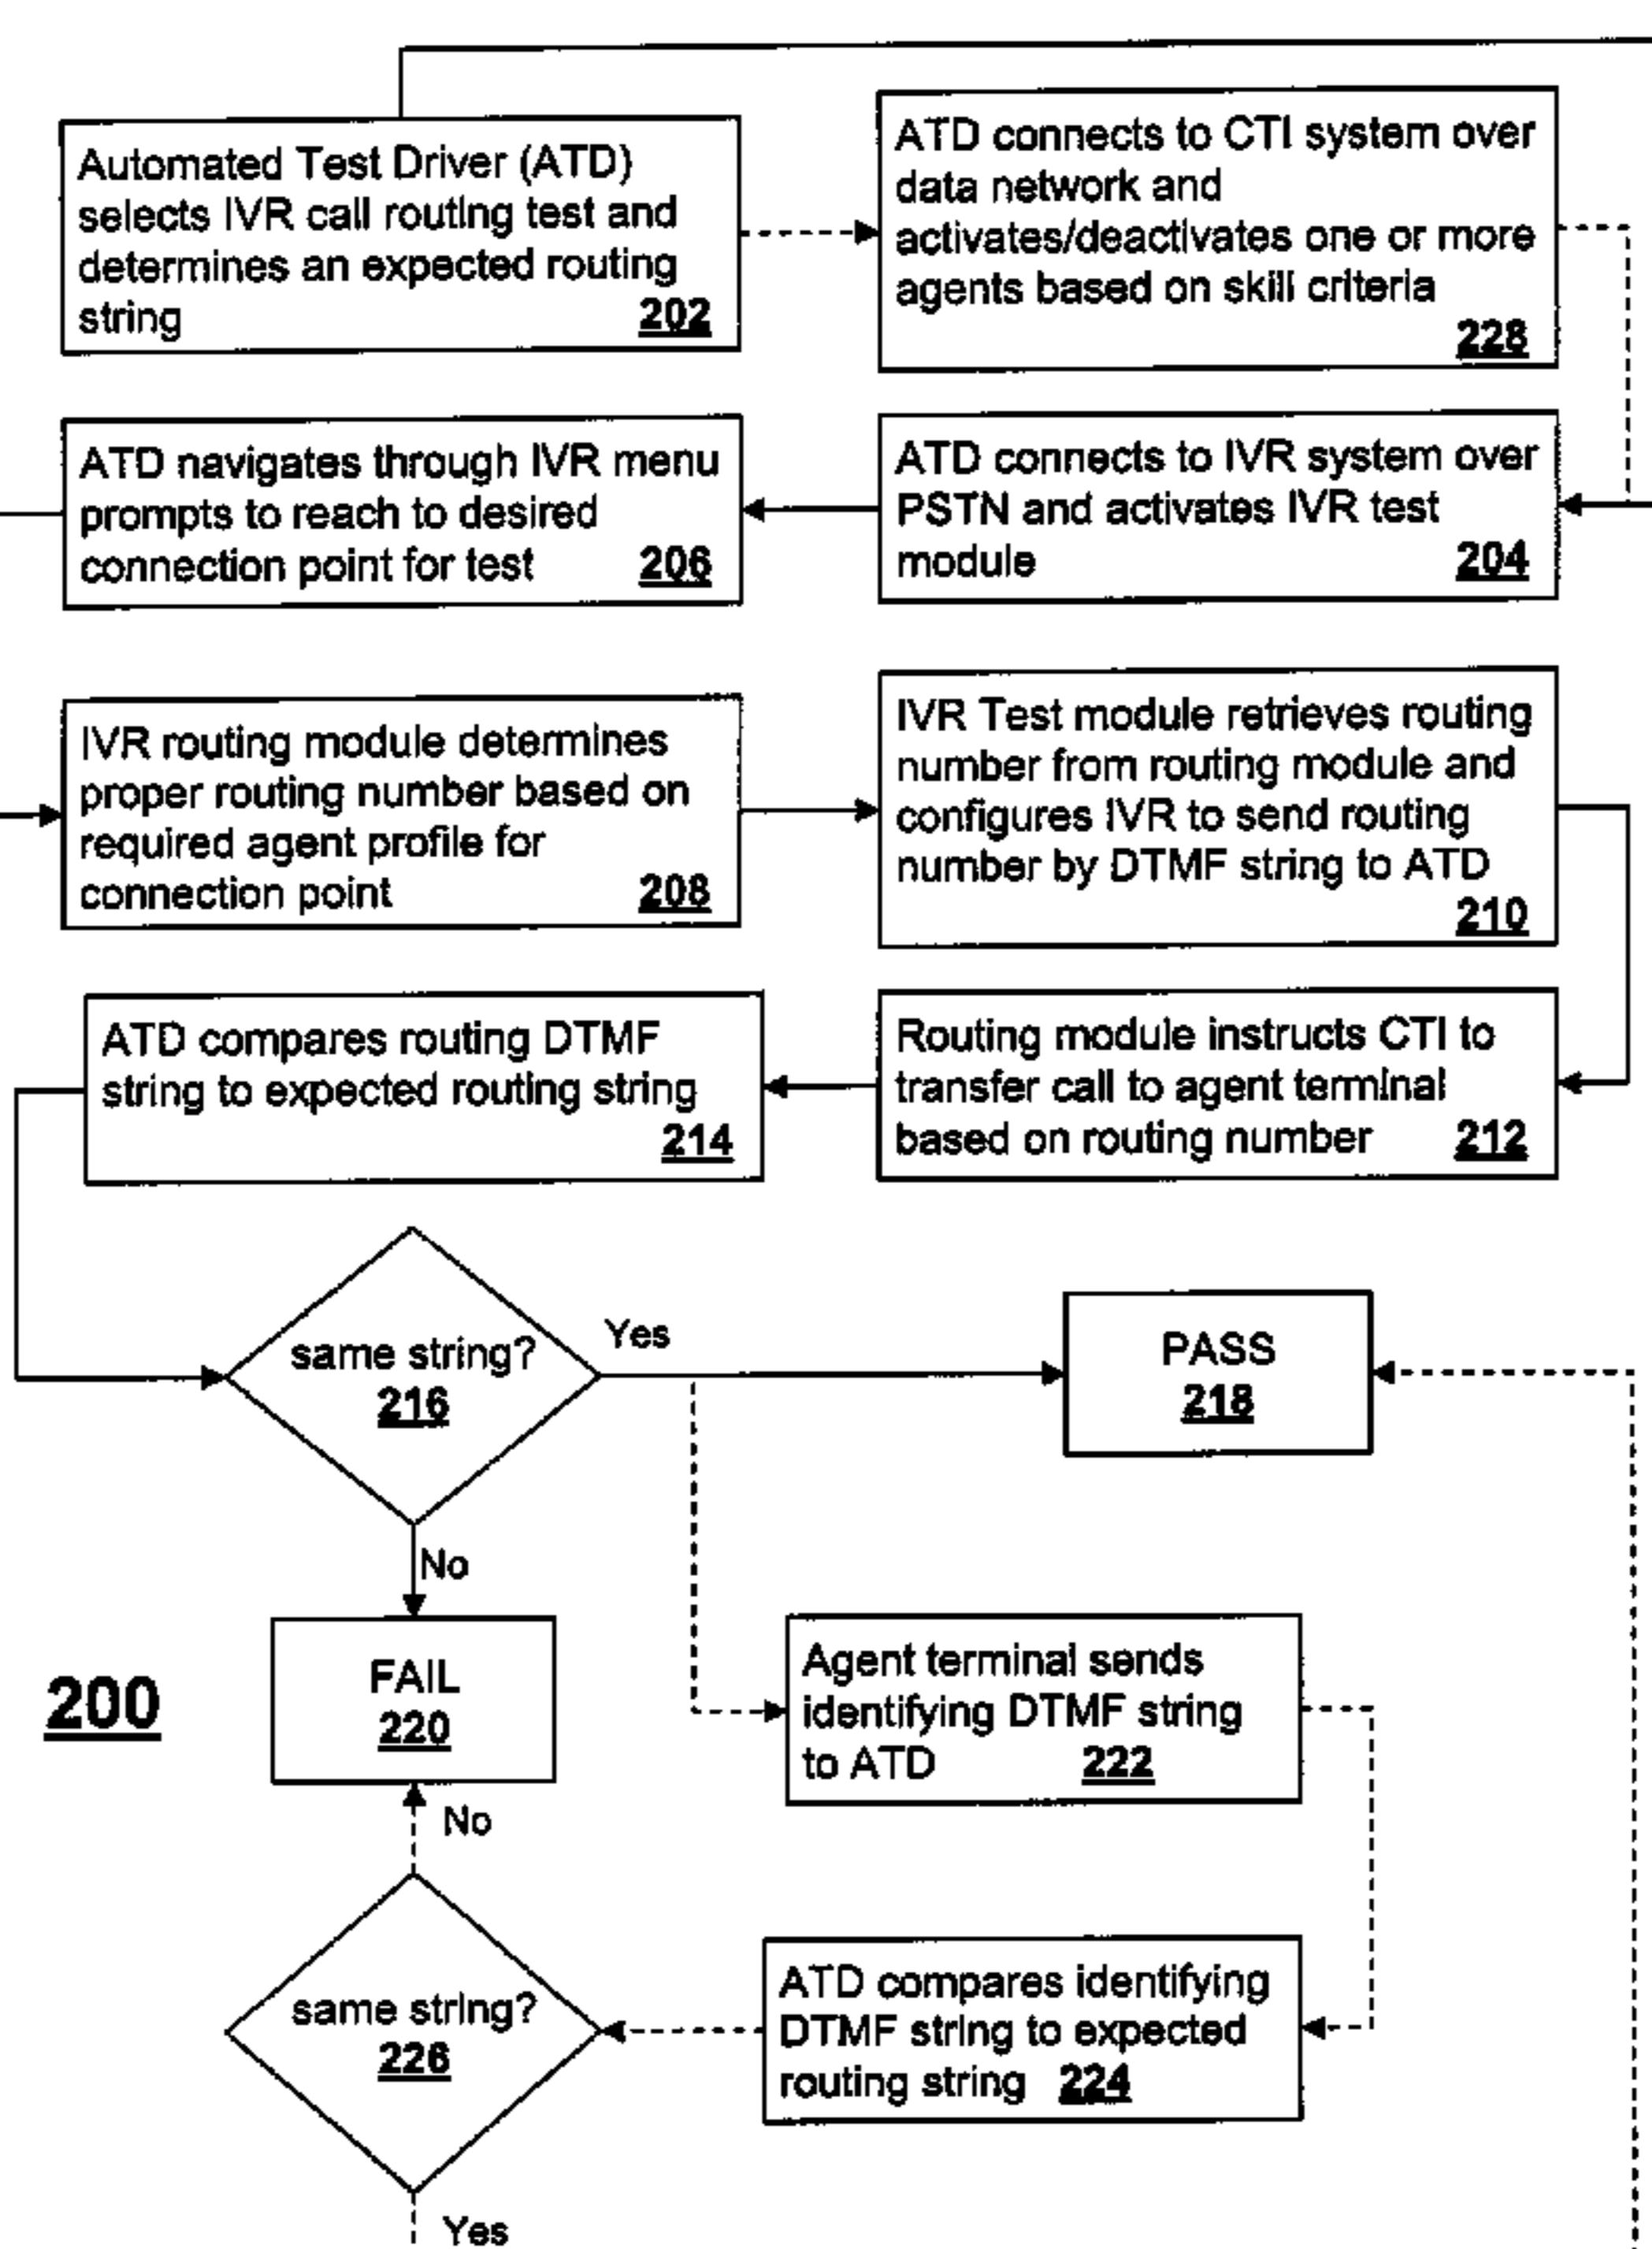 Automated Test Driver (ATD)
selects IVR call routing test and
determines an expected routing
string 202
ATD connects to CTI system over
data network and
activates/deactivates one or more
agents based on skill criteria
228
ATD navigates through IVR menu
prompts to reach to desired
connection point for test 206
ATD connects to IVR system over
PSTN and activates IVR test
module 204
IVR routing module determines
proper routing number based on
required agent profile for
connection point 208
IVR Test module retrieves routing
number from routing module and
configures IVR to send routing
number by DTMF string to ATD
210
ATD compares routing DTMF
string to expected routing string
214
Routing module instructs CTI to
transfer call to agent terminal
based on routing number 212
same string?
216
Yes
PASS
218
No
FAIL
220
200
Agent terminal sends
identifying DTMF string
to ATD 222
No
same string?
226
ATD compares identifying
DTMF string to expected
routing string 224
Yes